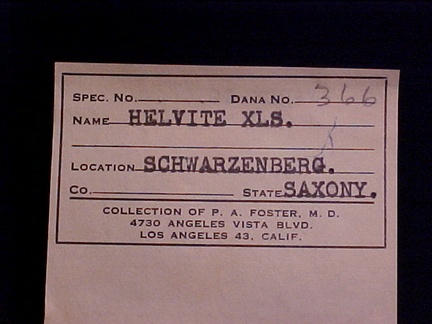 SPEC. NO. DANA NO. 366
NAME HELVITE XLS.
LOCATION SCHWARZENBERG.
CO. STATE SAXONY.
COLLECTION OF P. A. FOSTER, M. D.
4730 ANGELES VISTA BLVD.
LOS ANGELES 43, CALIF.